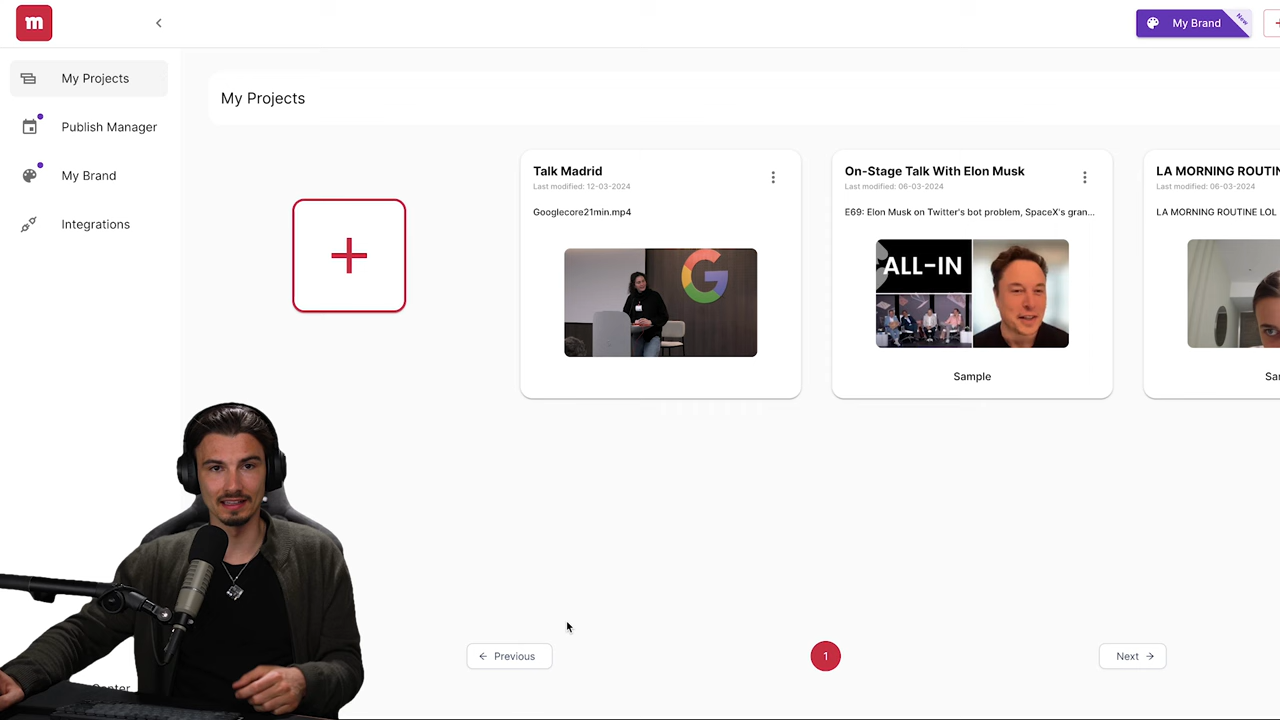 m
My Brand
New
My Projects
Publish Manager
My Brand
Integrations
My Projects
Talk Madrid
Last modified: 12-03-2024
Googlecore21min.mp4
On-Stage Talk With Elon Musk
Last modified: 06-03-2024
E69: Elon Musk on Twitter's bot problem, SpaceX's gran...
ALL-IN
Sample
LA MORNING ROUTIN
Last modified: 06-03-2024
LA MORNING ROUTINE LOL
Sa
Previous
1
Next